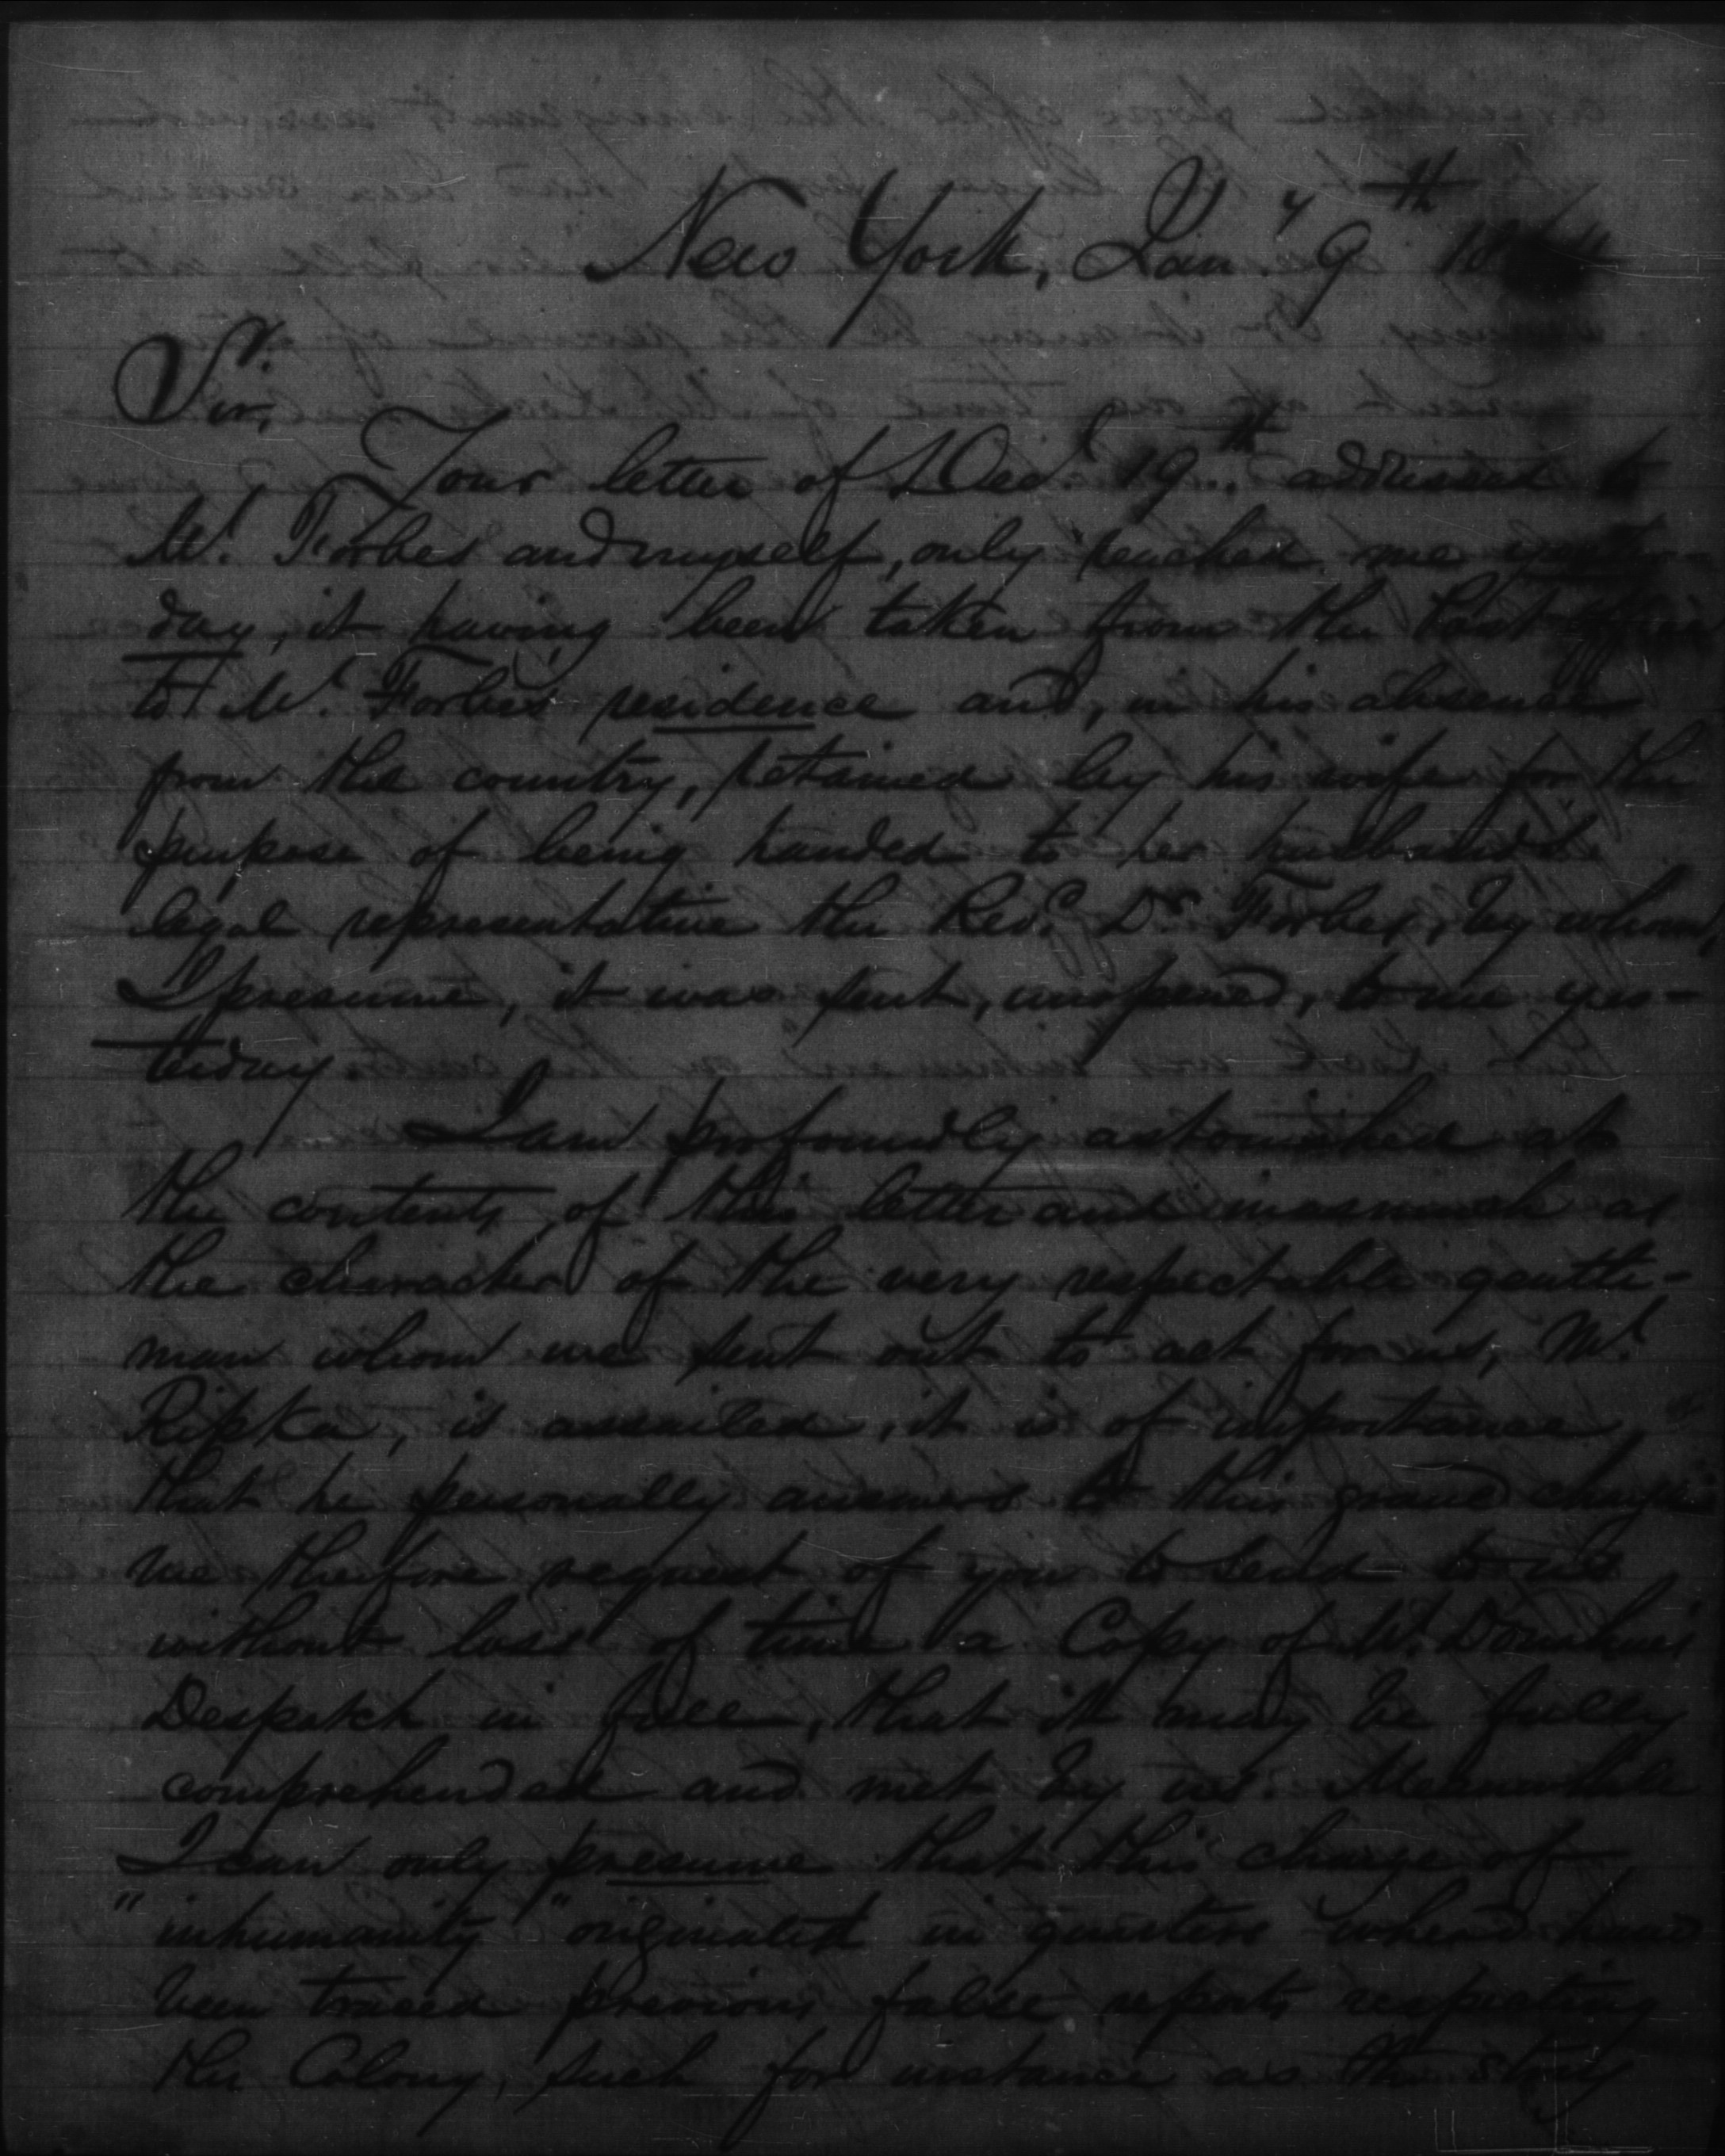 New York, Jan.y 9th 18
Sir,
Your letter of Decr. 19th addressed to
Mr. Forbes and myself, only reached me yester-
day, it having been taken from the Post Office
to Mr. Forbes' residence and, in his absence
from the country, retained by his wife for the
purpose of being handed to her husband's
legal representative the Revd. Dr. Forbes, by whom,
I presume, it was sent, unopened, to me yes-
terday.
I am profoundly astonished at
the contents of this letter and inasmuch as
the character of the very respectable gentle-
man whom we sent out to act for us, Mr.
Ripka, is assailed, it is of importance
that he personally answers to this grave charge
we therefore request of you to send to us
without loss of time a Copy of Mr.
Despatch in full, that it may be fully
comprehended and met by us. Meanwhile
I can only presume that this charge of
"inhumanity" originated in quarters where have
been traced previous false reports respecting
the Colony, such for instance as the story